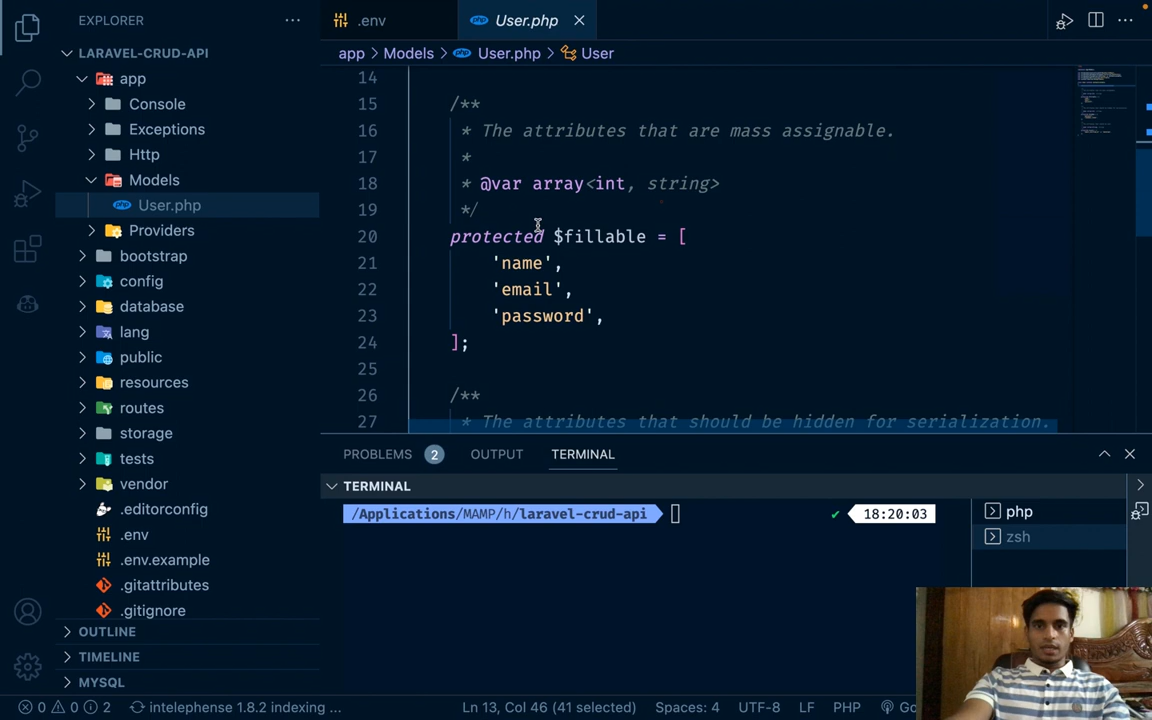 EXPLORER
LARAVEL-CRUD-API
app
Console
Exceptions
Http
Models
User.php
Providers
bootstrap
config
database
lang
public
resources
routes
storage
tests
vendor
.editorconfig
.env
.env.example
.gitattributes
.gitignore
OUTLINE
TIMELINE
MYSQL
.env
User.php
app > Models > User.php > User
14
15 /**
16 * The attributes that are mass assignable.
17 *
18 * @var array<int, string>
19 */
20 protected $fillable = [
21 'name',
22 'email',
23 'password',
24 ];
25
26 /**
27 * The attributes that should be hidden for serialization.
PROBLEMS 2 OUTPUT TERMINAL
TERMINAL
/Applications/MAMP/h/laravel-crud-api
18:20:03
php
zsh
0 0 2 intelephense 1.8.2 indexing ... Ln 13, Col 46 (41 selected) Spaces: 4 UTF-8 LF PHP Go